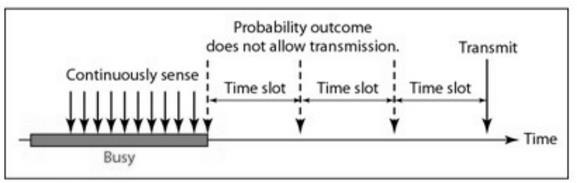 Probability outcome
does not allow transmission.
Transmit
Continuously sense
Time slot
Time slot
Time slot
Time
Busy